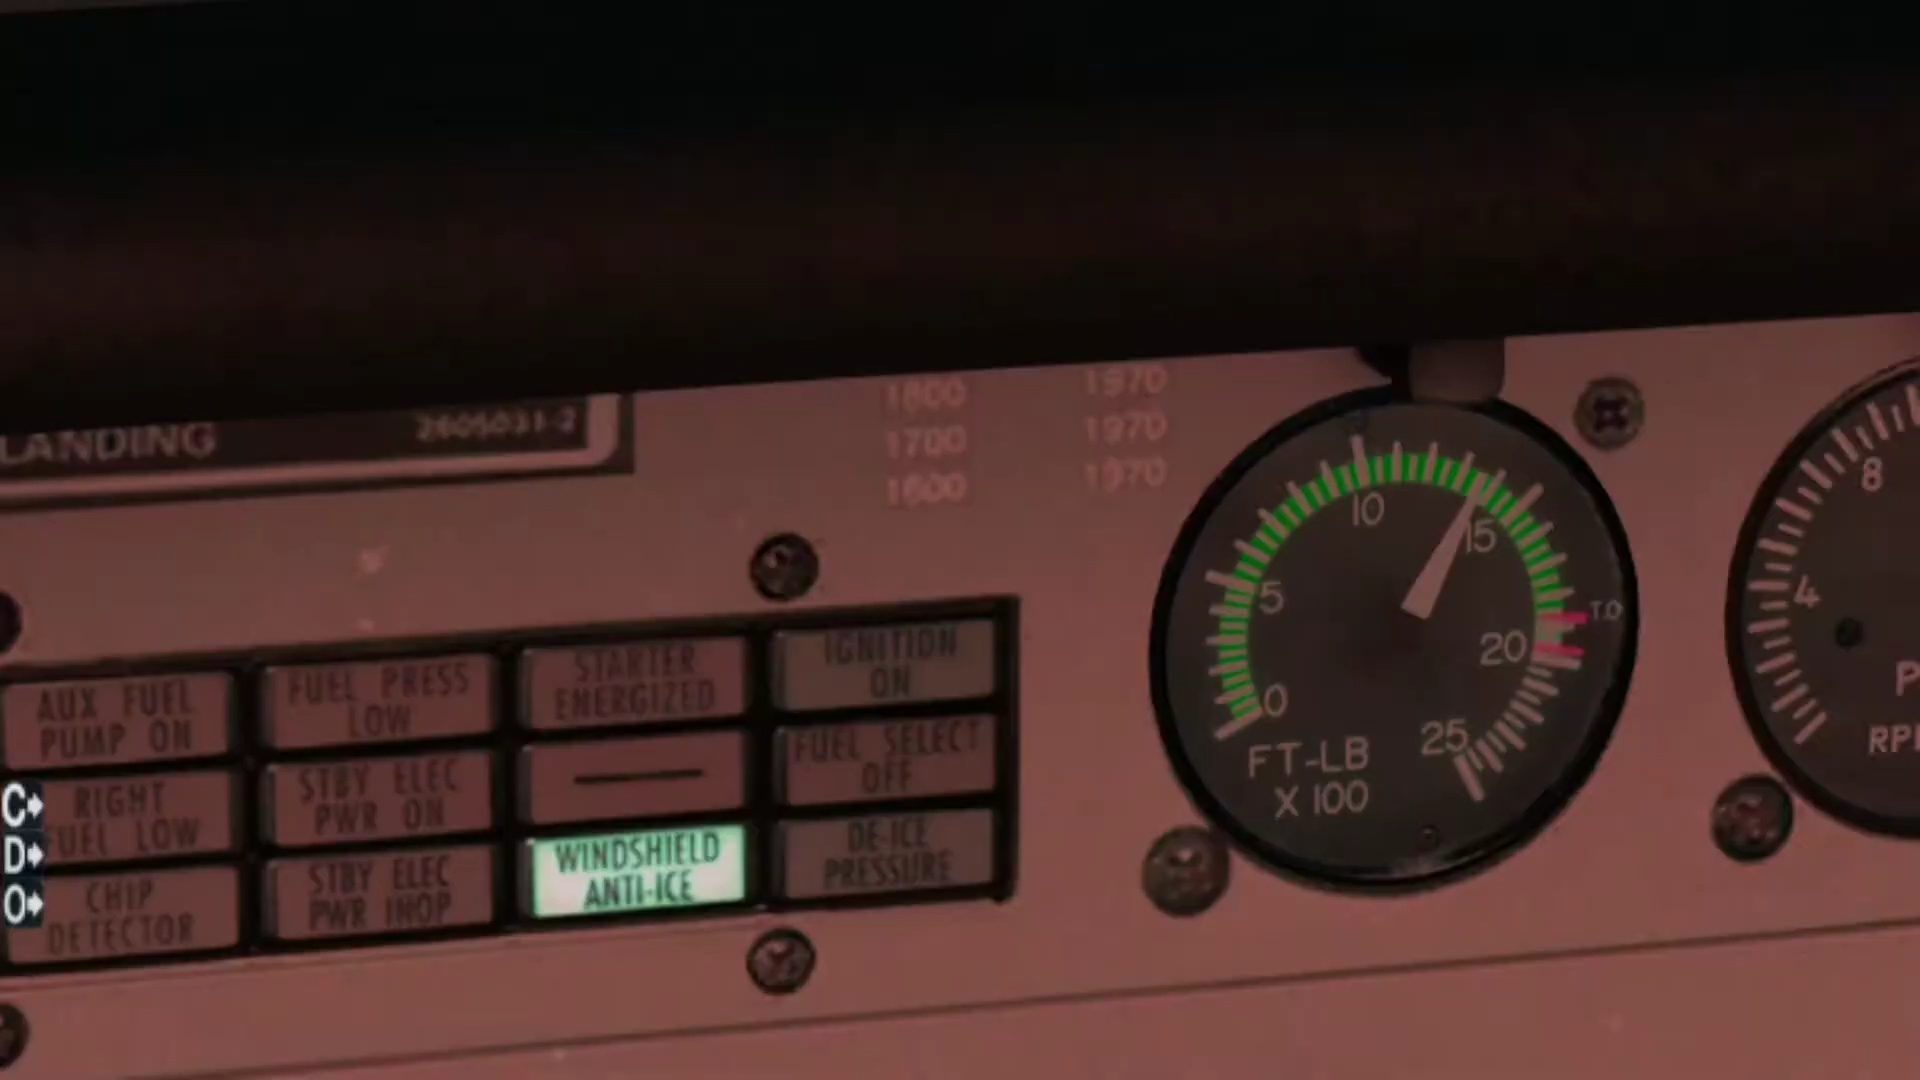 1800 1970
LANDING 2605031-2
1700 1970
1600 1970
10
15
5
8
4
T.O
20
0
25
FT-LB
X 100
RPM
IGNITION
ON
STARTER
ENERGIZED
FUEL PRESS
LOW
AUX FUEL
PUMP ON
FUEL SELECT
OFF
STBY ELEC
PWR ON
RIGHT
FUEL LOW
WINDSHIELD
ANTI-ICE
DE-ICE
PRESSURE
STBY ELEC
PWR INOP
CHIP
DETECTOR
C
D
O